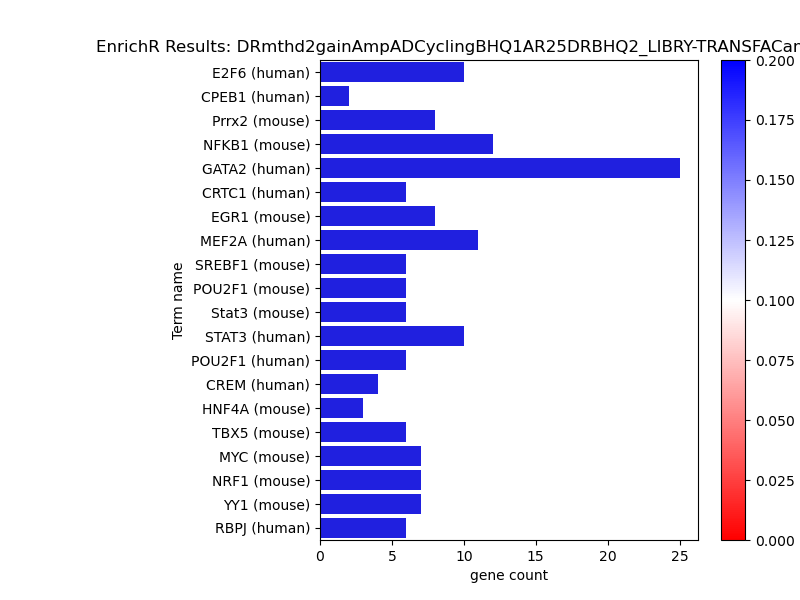 EnrichR Results: DRmthd2gainAmpADCyclingBHQ1AR25DRBHQ2_LIBRY-TRANSFACan
E2F6 (human)
CPEB1 (human)
Prrx2 (mouse)
NFKB1 (mouse)
GATA2 (human)
CRTC1 (human)
EGR1 (mouse)
MEF2A (human)
SREBF1 (mouse)
POU2F1 (mouse)
Stat3 (mouse)
STAT3 (human)
POU2F1 (human)
CREM (human)
HNF4A (mouse)
TBX5 (mouse)
MYC (mouse)
NRF1 (mouse)
YY1 (mouse)
RBPJ (human)
Term name
0 5 10 15 20 25
gene count
0.200
0.175
0.150
0.125
0.100
0.075
0.050
0.025
0.000